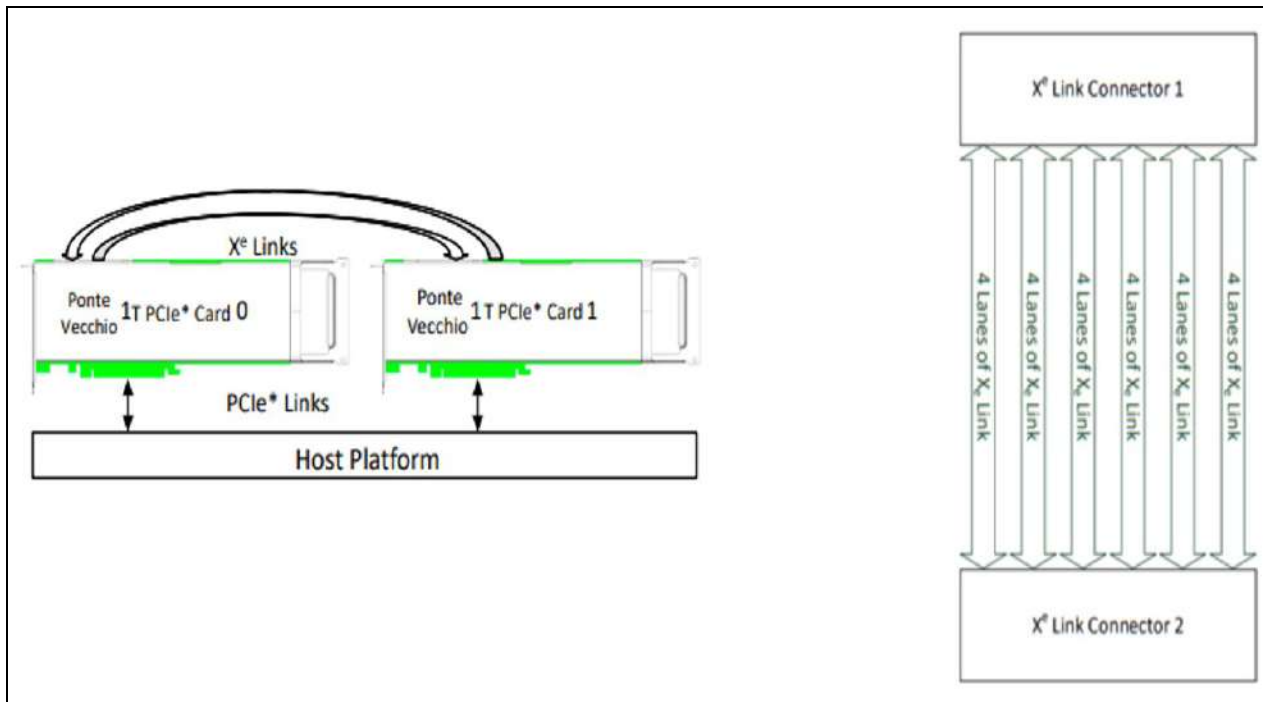 Xᵉ Links
Ponte
Vecchio 1T PCIe* Card 0
Ponte
Vecchio 1T PCIe* Card 1
PCIe* Links
Host Platform
Xᵉ Link Connector 1
4 Lanes of Xₑ Link
4 Lanes of Xₑ Link
4 Lanes of Xₑ Link
4 Lanes of Xₑ Link
4 Lanes of Xₑ Link
4 Lanes of Xₑ Link
Xᵉ Link Connector 2